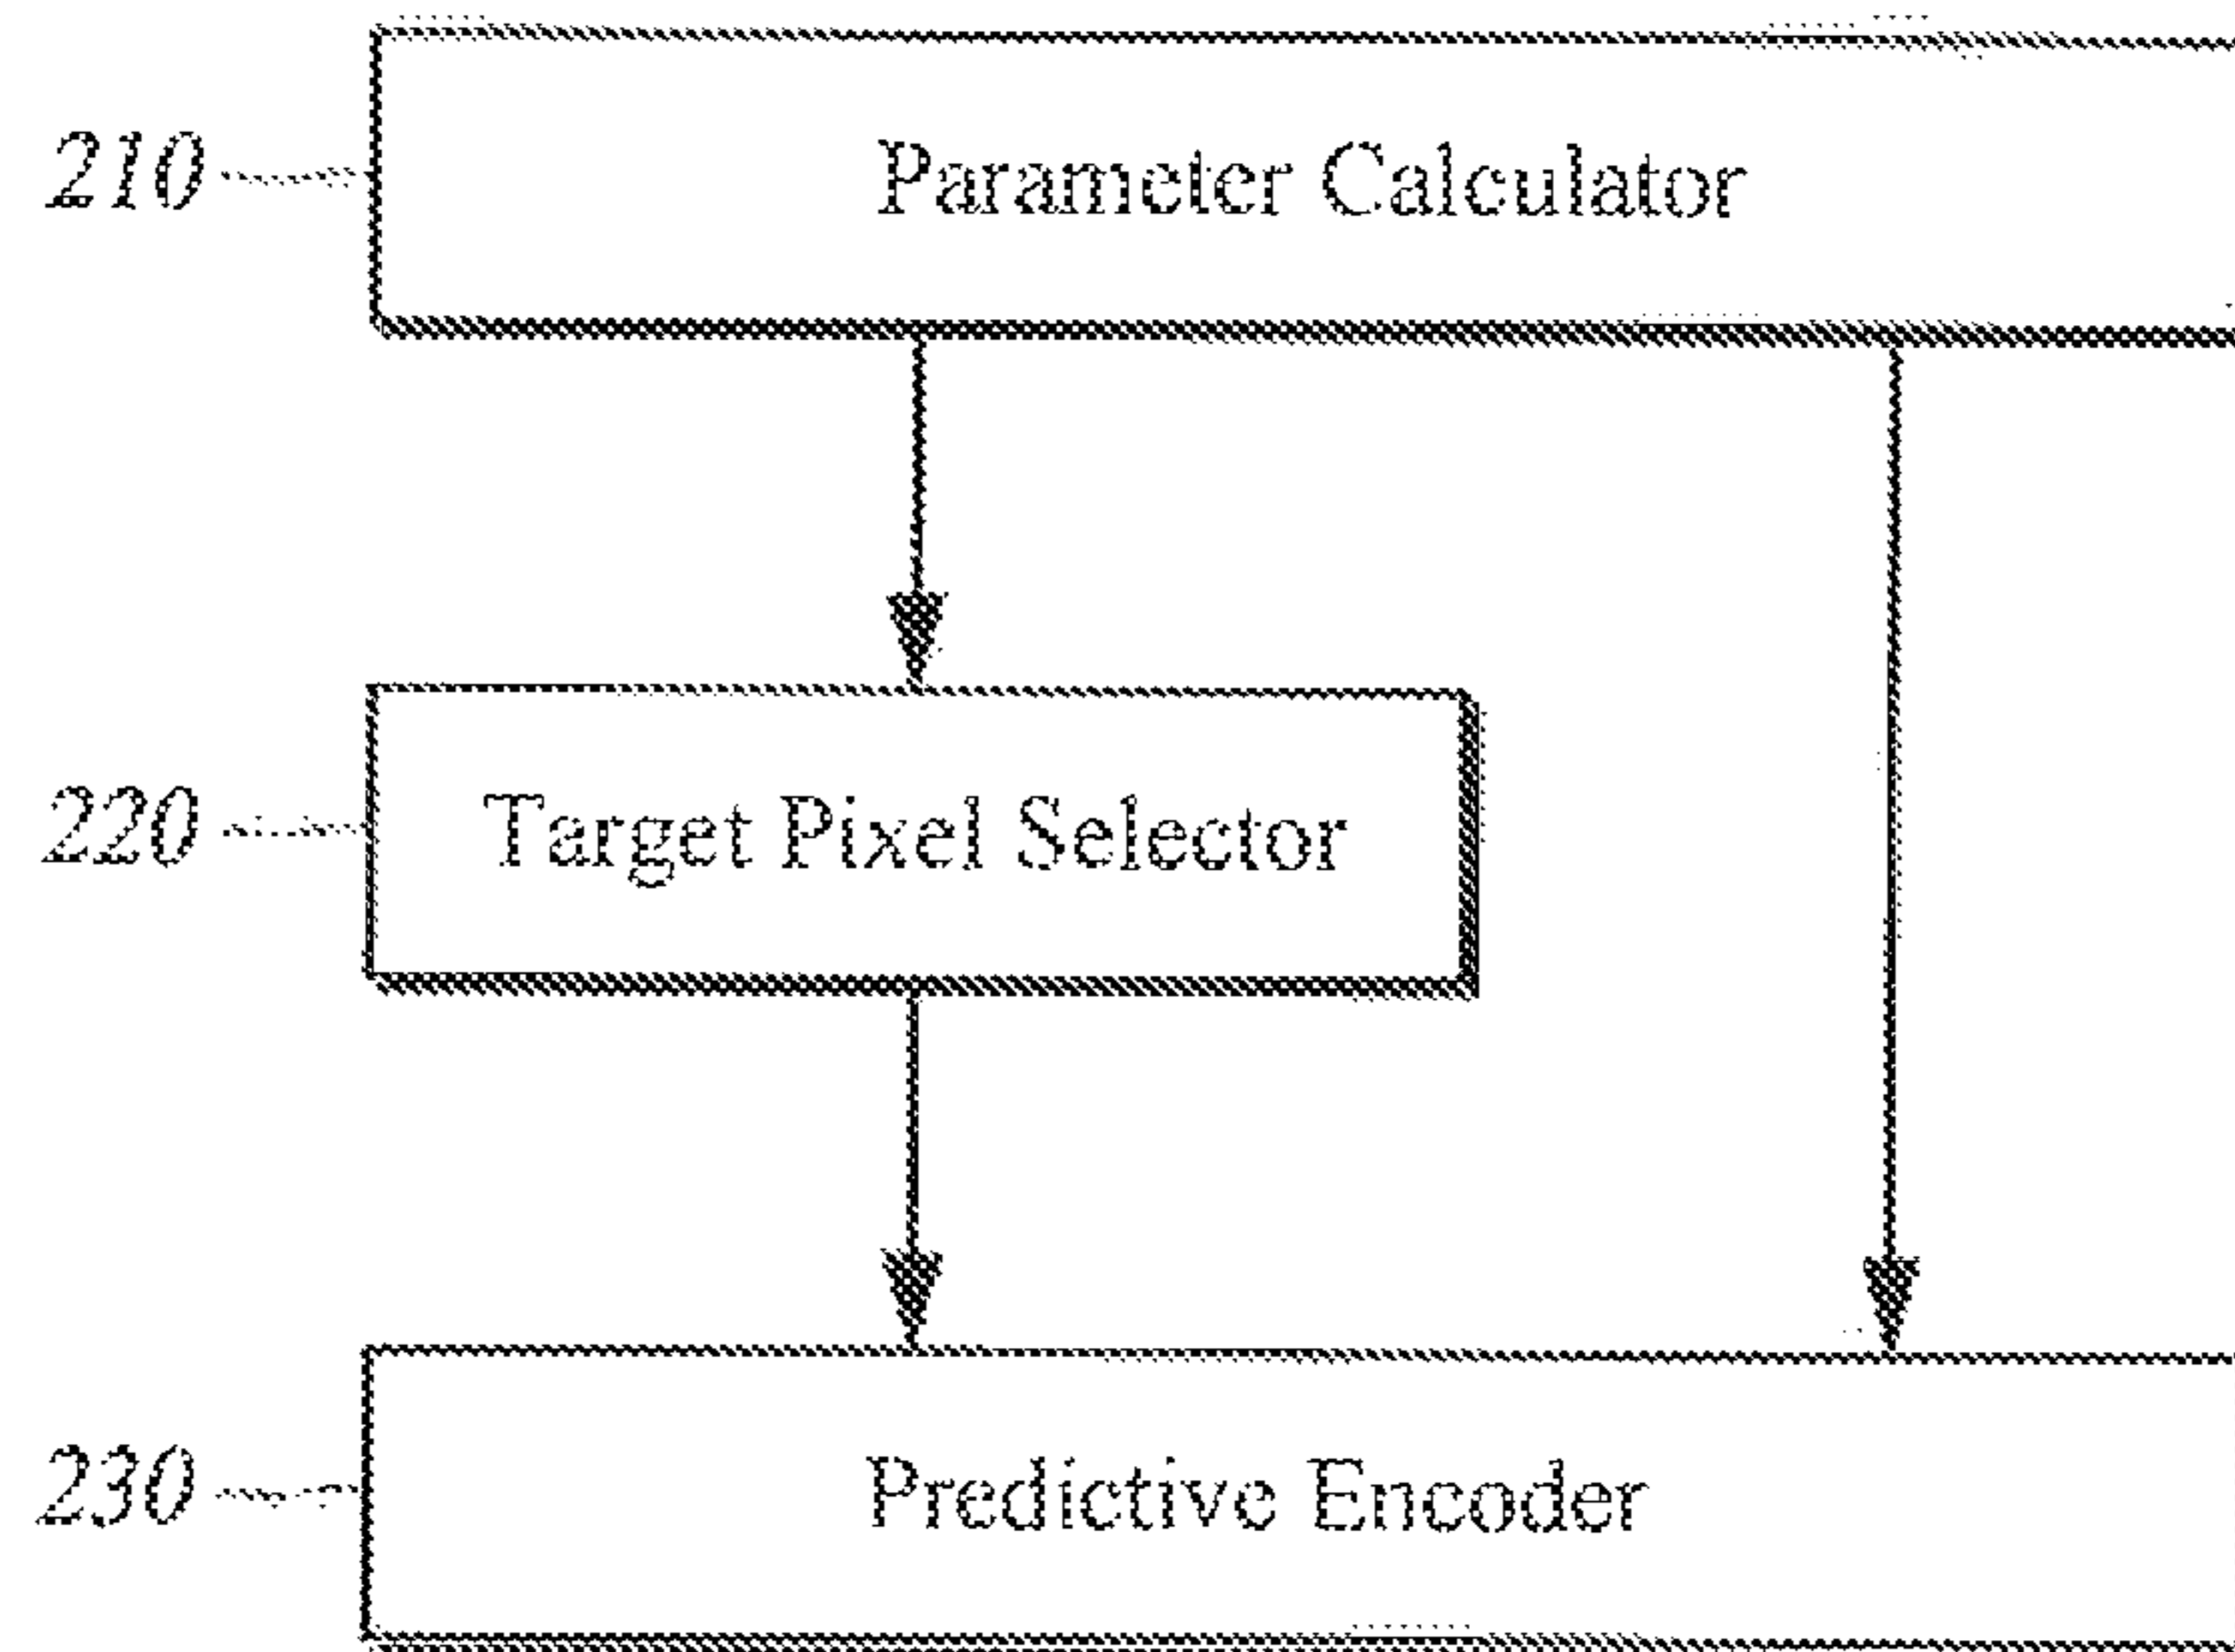 210 Parameter Calculator
220 Target Pixel Selector
230 Predictive Encoder